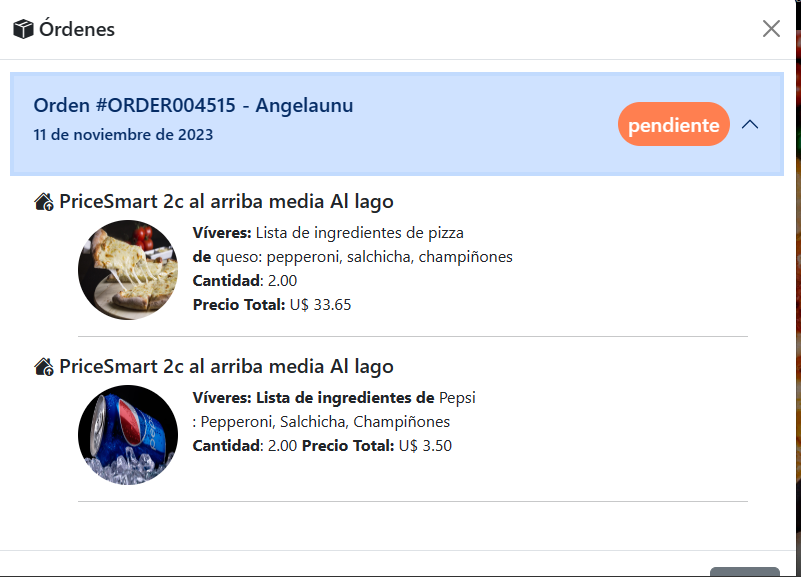 Órdenes
Orden #ORDER004515 - Angelaunu
11 de noviembre de 2023
pendiente
PriceSmart 2c al arriba media Al lago
Víveres: Lista de ingredientes de pizza
de queso: pepperoni, salchicha, champiñones
Cantidad: 2.00
Precio Total: U$ 33.65
PriceSmart 2c al arriba media Al lago
Víveres: Lista de ingredientes de Pepsi
: Pepperoni, Salchicha, Champiñones
Cantidad: 2.00 Precio Total: U$ 3.50